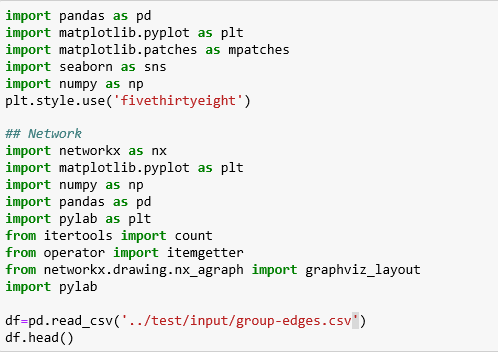 import pandas as pd
import matplotlib.pyplot as plt
import matplotlib.patches as mpatches
import seaborn as sns
import numpy as np
plt.style.use('fivethirtyeight')
## Network
import networkx as nx
import matplotlib.pyplot as plt
import numpy as np
import pandas as pd
import pylab as plt
from itertools import count
from operator import itemgetter
from networkx.drawing.nx_agraph import graphviz_layout
import pylab
df=pd.read_csv('../test/input/group-edges.csv')
df.head()